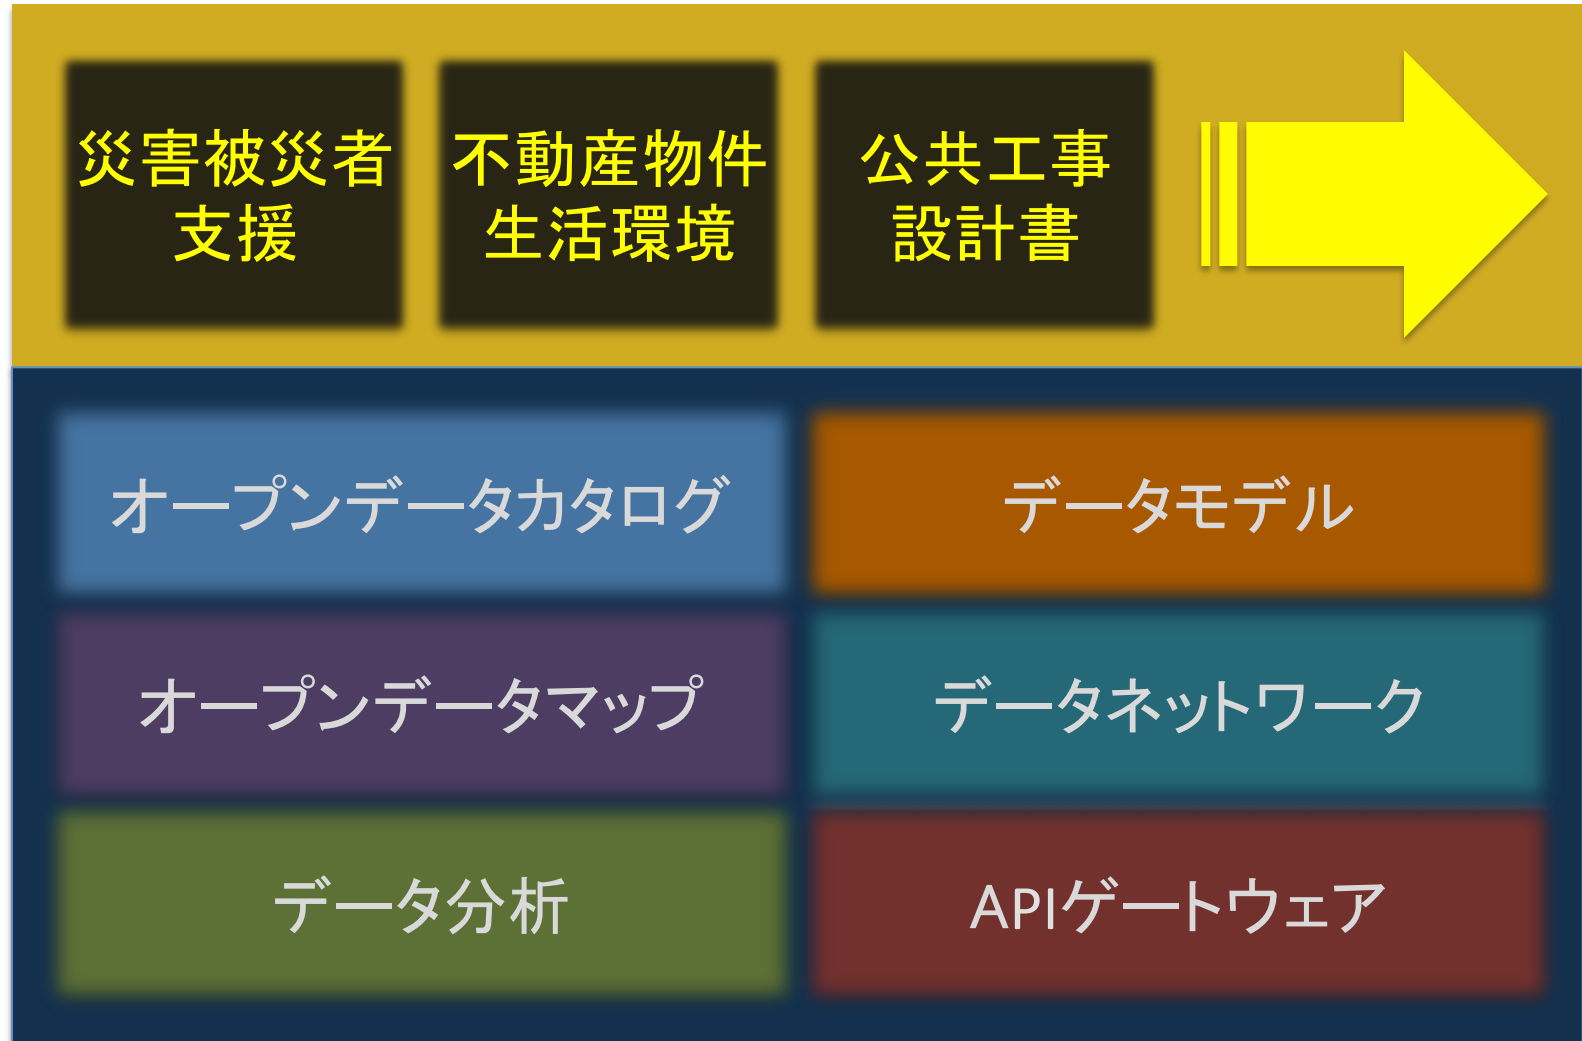 災害被災者
支援
不動産物件
生活環境
公共工事
設計書
オープンデータカタログ
データモデル
オープンデータマップ
データネットワーク
データ分析
APIゲートウェア